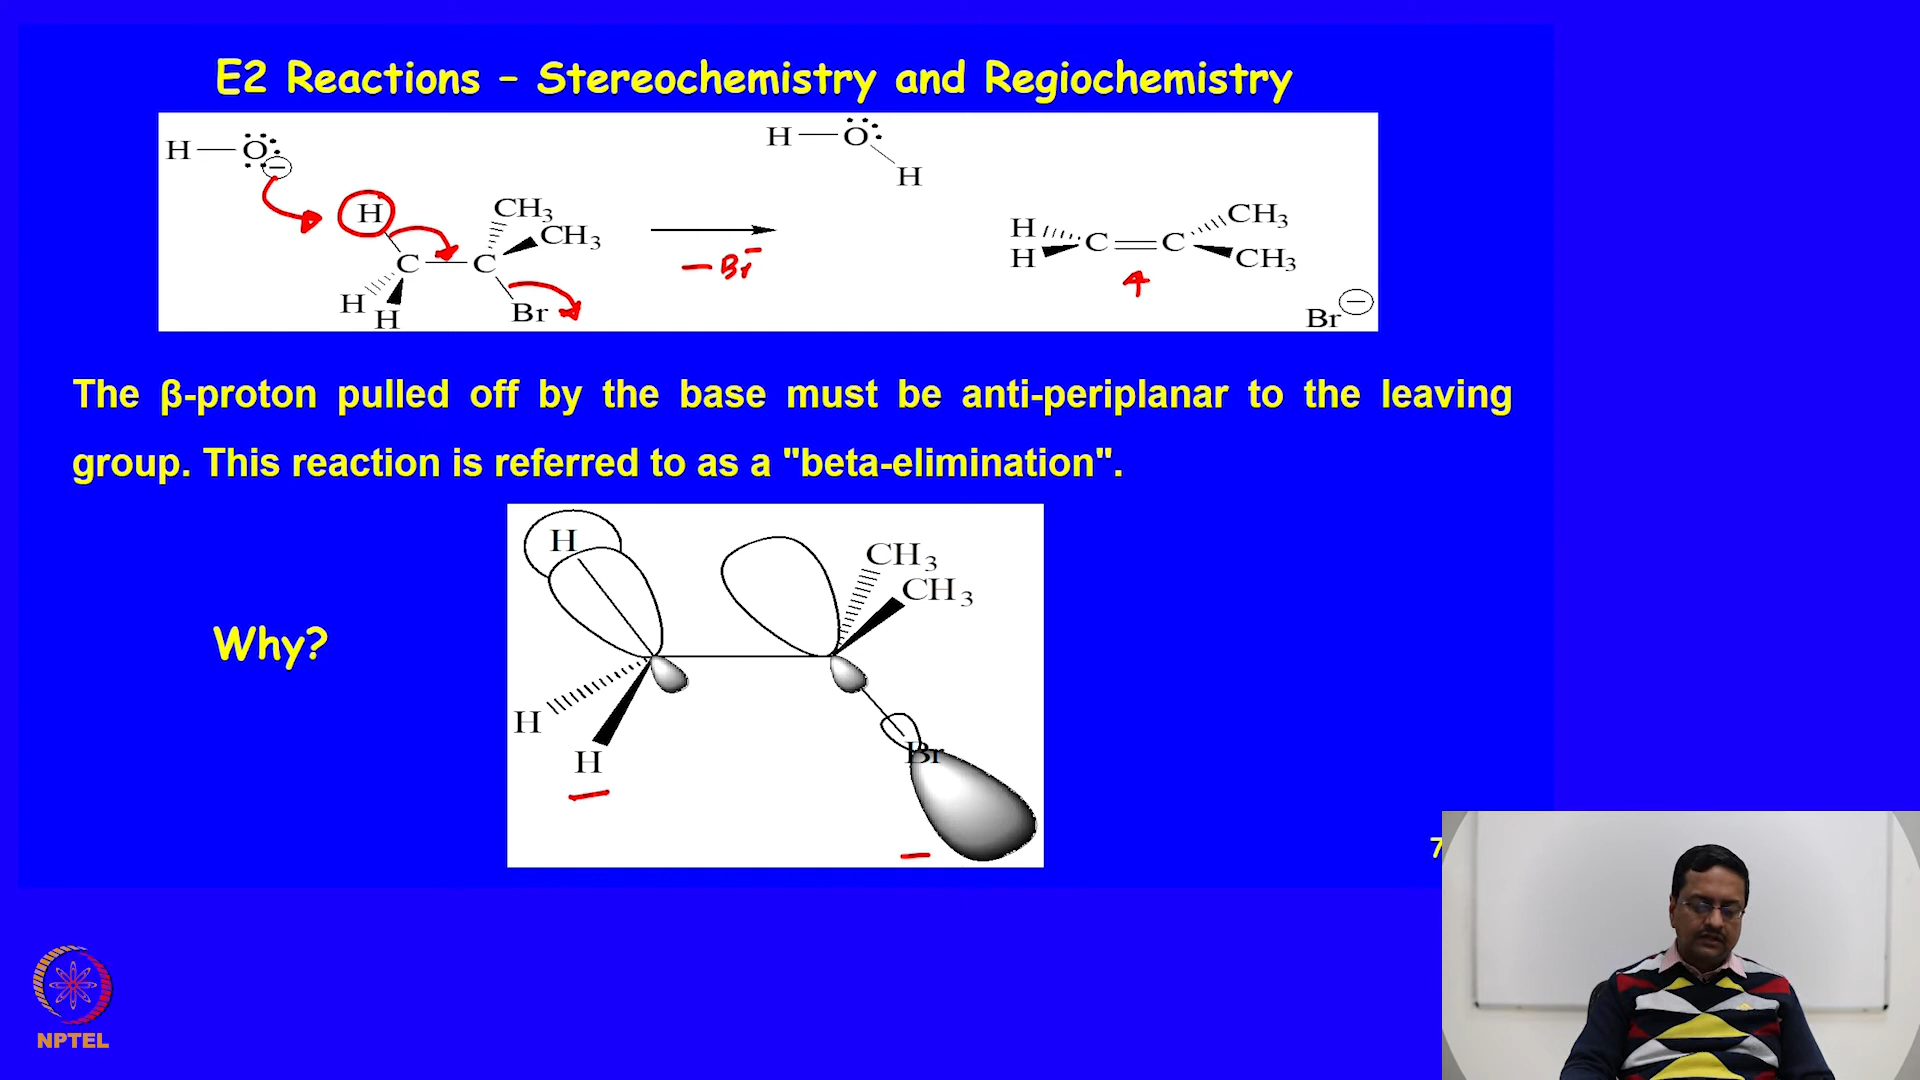 E2 Reactions – Stereochemistry and Regiochemistry
H O H O H
H CH3 CH3 H CH3
C C − Br⁻ H C C CH3
H H Br 4 Br
The β-proton pulled off by the base must be anti-periplanar to the leaving
group. This reaction is referred to as a "beta-elimination".
H CH3
CH3
Why?
H
H Br
7
NPTEL